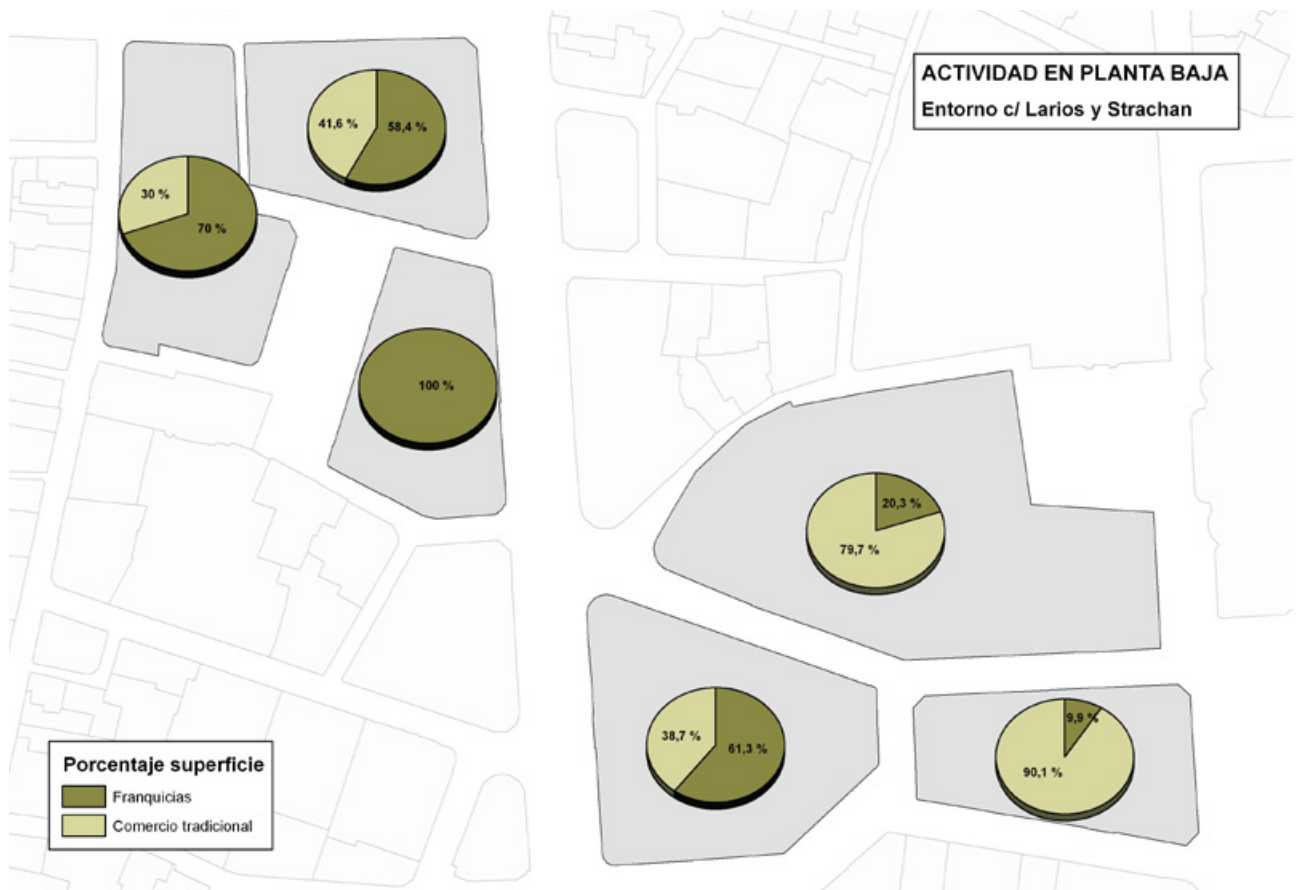 ACTIVIDAD EN PLANTA BAJA
Entorno c/ Larios y Strachan
41,6 %
58,4 %
30 %
70 %
100 %
20,3 %
79,7 %
38,7 %
61,3 %
9,9 %
90,1 %
Porcentaje superficie
Franquicias
Comercio tradicional